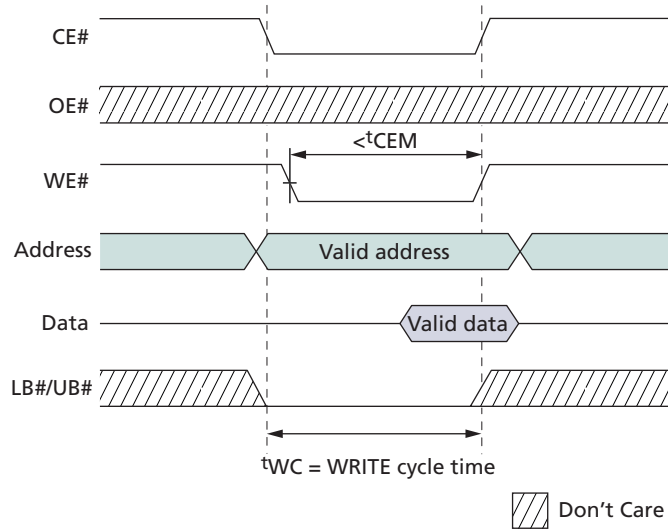 CE#
OE#
<tCEM
WE#
Address
Valid address
Data
Valid data
LB#/UB#
tWC = WRITE cycle time
Don't Care